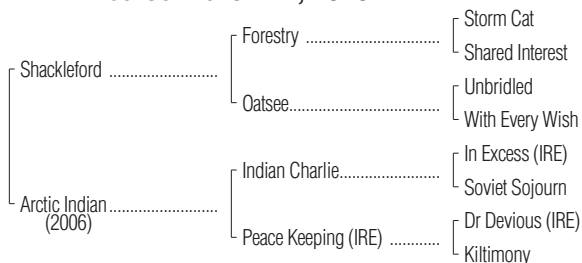 Storm Cat
Forestry ..............................
Shared Interest
Shackleford ...........................
Unbridled
Oatsee...............................
With Every Wish
In Excess (IRE)
Indian Charlie.........................
Soviet Sojourn
Arctic Indian ...........................
(2006)
Dr Devious (IRE)
Peace Keeping (IRE) ............
Kiltimony